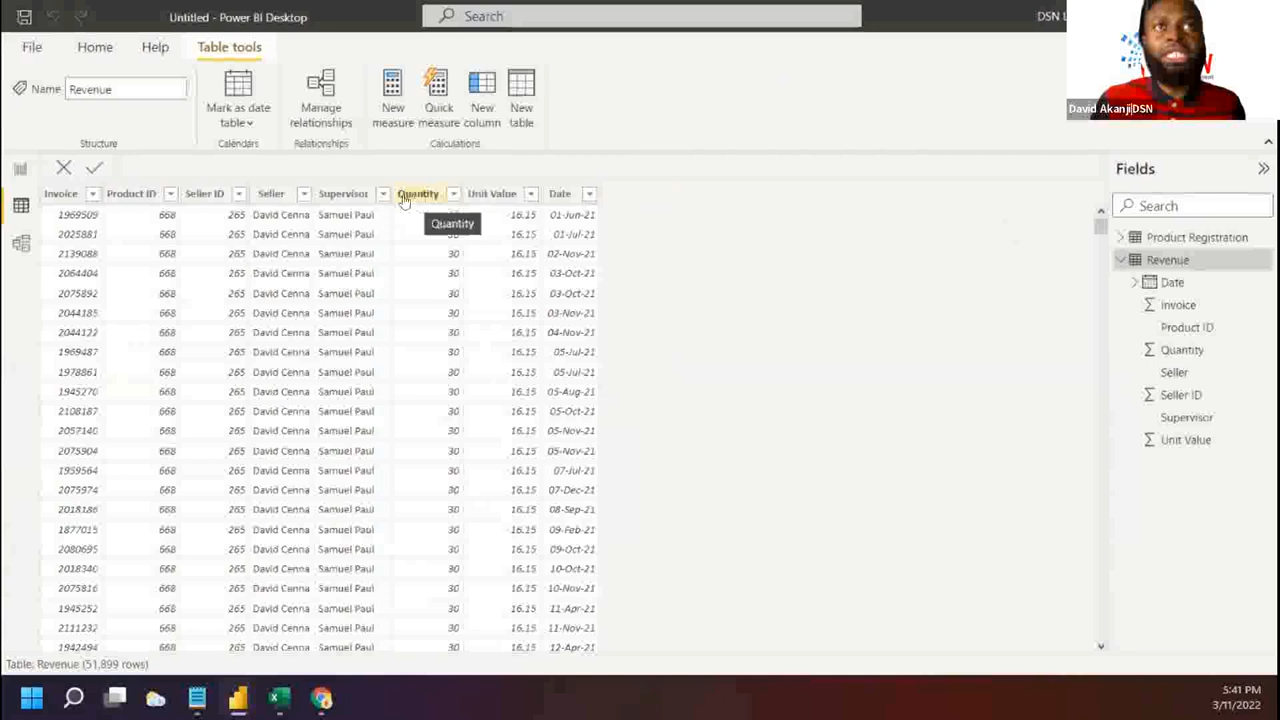 Untitled - Power BI Desktop
Search
DSN L
File Home Help Table tools
Name Revenue
Mark as date table
Manage relationships
New measure
Quick measure
New column
New table
Structure Calendars Relationships Calculations
David Akanji|DSN
Invoice Product ID Seller ID Seller Supervisor Quantity Unit Value Date
1969509 668 265 David Cenna Samuel Paul 16.15 01-Jun-21
Quantity
2025881 668 265 David Cenna Samuel Paul 30 16.15 01-Jul-21
2139088 668 265 David Cenna Samuel Paul 30 16.15 02-Nov-21
2064404 668 265 David Cenna Samuel Paul 30 16.15 03-Oct-21
2075892 668 265 David Cenna Samuel Paul 30 16.15 03-Oct-21
2044185 668 265 David Cenna Samuel Paul 30 16.15 03-Nov-21
2044122 668 265 David Cenna Samuel Paul 30 16.15 04-Nov-21
1969487 668 265 David Cenna Samuel Paul 30 16.15 05-Jul-21
1978861 668 265 David Cenna Samuel Paul 30 16.15 05-Jul-21
1945270 668 265 David Cenna Samuel Paul 30 16.15 05-Aug-21
2108187 668 265 David Cenna Samuel Paul 30 16.15 05-Oct-21
2057140 668 265 David Cenna Samuel Paul 30 16.15 05-Nov-21
2075904 668 265 David Cenna Samuel Paul 30 16.15 05-Nov-21
1959564 668 265 David Cenna Samuel Paul 30 16.15 07-Jul-21
2075974 668 265 David Cenna Samuel Paul 30 16.15 07-Dec-21
2018186 668 265 David Cenna Samuel Paul 30 16.15 08-Sep-21
1877015 668 265 David Cenna Samuel Paul 30 16.15 09-Feb-21
2080695 668 265 David Cenna Samuel Paul 30 16.15 09-Oct-21
2018340 668 265 David Cenna Samuel Paul 30 16.15 10-Oct-21
2075816 668 265 David Cenna Samuel Paul 30 16.15 10-Nov-21
1945252 668 265 David Cenna Samuel Paul 30 16.15 11-Apr-21
2111232 668 265 David Cenna Samuel Paul 30 16.15 11-Nov-21
1942494 668 265 David Cenna Samuel Paul 30 16.15 12-Apr-21
Table: Revenue (51,899 rows)
Fields
Search
Product Registration
Revenue
Date
Invoice
Product ID
Quantity
Seller
Seller ID
Supervisor
Unit Value
5:41 PM
3/11/2022